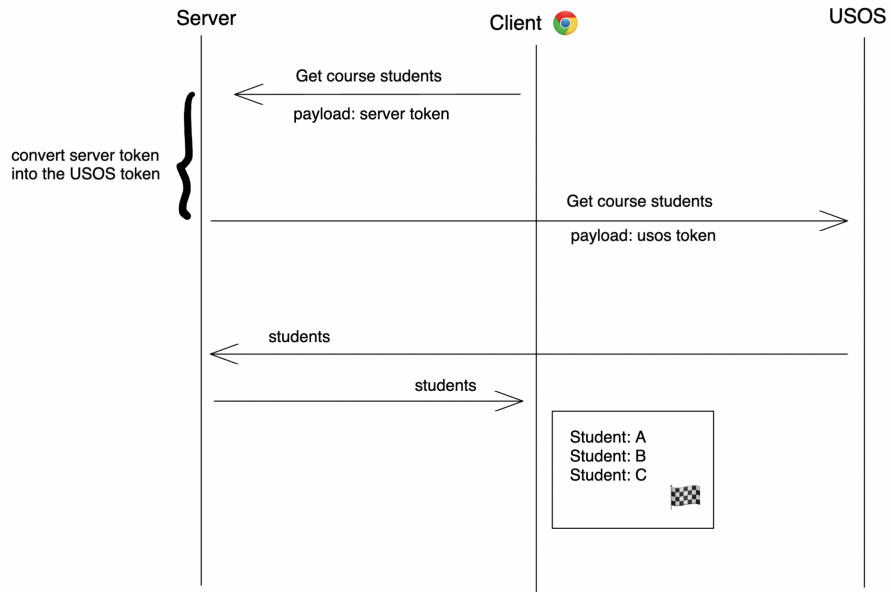 Server
Client
USOS
Get course students
payload: server token
convert server token
into the USOS token
Get course students
payload: usos token
students
students
Student: A
Student: B
Student: C